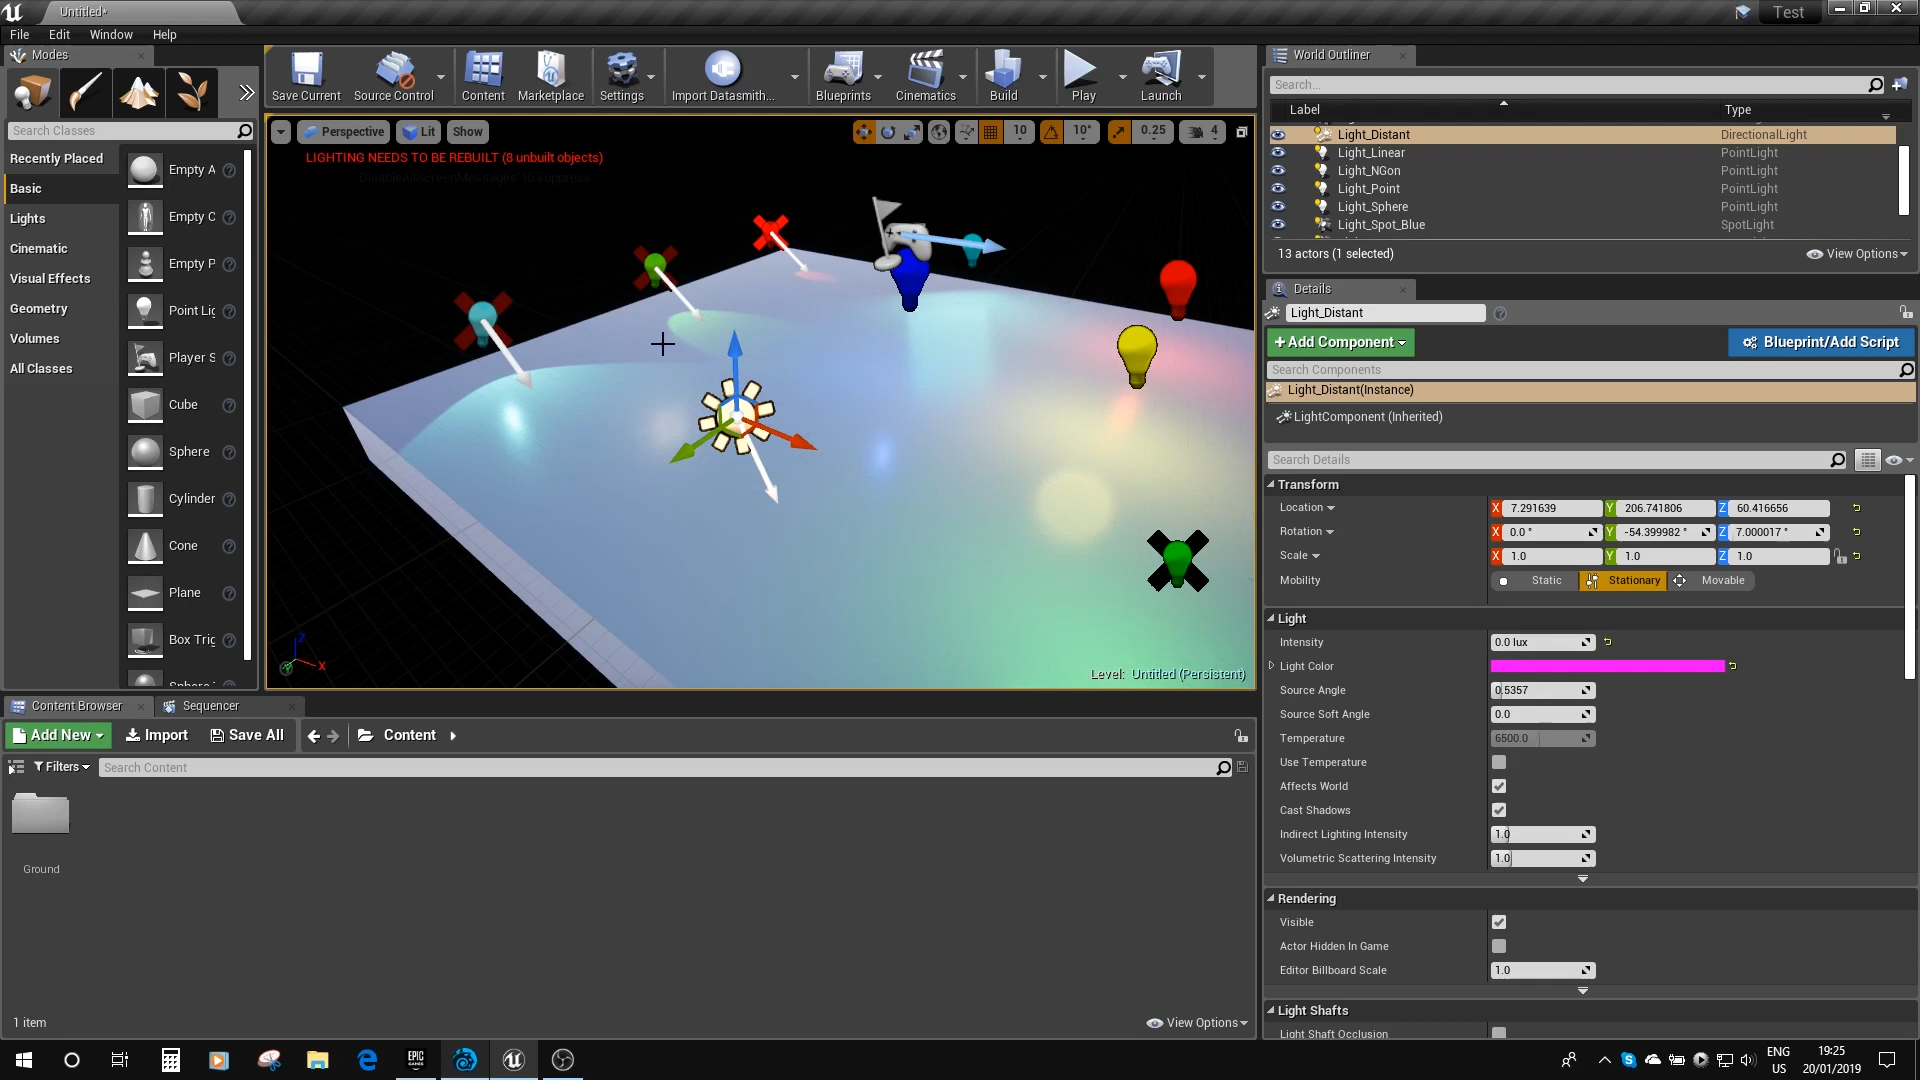 Untitled*
Test
File Edit Window Help
Modes
Search Classes
Recently Placed
Basic
Lights
Cinematic
Visual Effects
Geometry
Volumes
All Classes
Empty A
Empty C
Empty P
Point Lig
Player S
Cube
Sphere
Cylinder
Cone
Plane
Box Trig
Save Current
Source Control
Content
Marketplace
Settings
Import Datasmith...
Blueprints
Cinematics
Build
Play
Launch
Perspective Lit Show
10 10° 0.25 4
LIGHTING NEEDS TO BE REBUILT (8 unbuilt objects)
'DisableAllScreenMessages' to suppress
Z
X
Y
Level: Untitled (Persistent)
World Outliner
Search...
Label Type
Light_Distant DirectionalLight
Light_Linear PointLight
Light_NGon PointLight
Light_Point PointLight
Light_Sphere PointLight
Light_Spot_Blue SpotLight
13 actors (1 selected) View Options
Details
Light_Distant
+ Add Component Blueprint/Add Script
Search Components
Light_Distant(Instance)
LightComponent (Inherited)
Search Details
Transform
Location X 7.291639 Y 206.741806 Z 60.416656
Rotation X 0.0 ° Y -54.399982 ° Z 7.000017 °
Scale X 1.0 Y 1.0 Z 1.0
Mobility Static Stationary Movable
Light
Intensity 0.0 lux
Light Color
Source Angle 0.5357
Source Soft Angle 0.0
Temperature 6500.0
Use Temperature
Affects World
Cast Shadows
Indirect Lighting Intensity 1.0
Volumetric Scattering Intensity 1.0
Rendering
Visible
Actor Hidden In Game
Editor Billboard Scale 1.0
Light Shafts
Light Shaft Occlusion
Content Browser Sequencer
Add New Import Save All Content
Filters Search Content
Ground
1 item View Options
EPIC
GAMES
ENG
US
19:25
20/01/2019